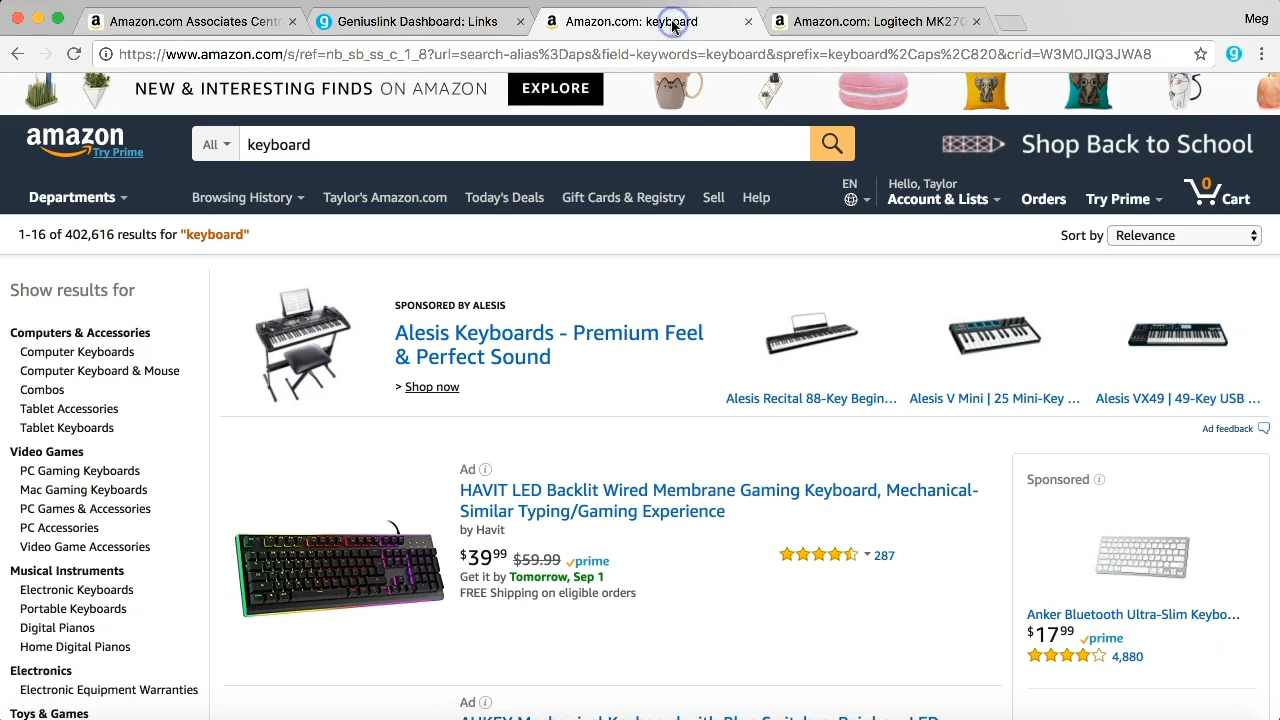 Amazon.com Associates Centr
Geniuslink Dashboard: Links
Amazon.com: keyboard
Amazon.com: Logitech MK270
Meg
https://www.amazon.com/s/ref=nb_sb_ss_c_1_8?url=search-alias%3Daps&field-keywords=keyboard&sprefix=keyboard%2Caps%2C820&crid=W3M0JIQ3JWA8
NEW & INTERESTING FINDS ON AMAZON
EXPLORE
amazon
Try Prime
All
keyboard
Shop Back to School
Departments
Browsing History
Taylor's Amazon.com
Today's Deals
Gift Cards & Registry
Sell
Help
EN
Hello, Taylor
Account & Lists
Orders
Try Prime
0
Cart
1-16 of 402,616 results for "keyboard"
Sort by
Relevance
Show results for
Computers & Accessories
Computer Keyboards
Computer Keyboard & Mouse
Combos
Tablet Accessories
Tablet Keyboards
Video Games
PC Gaming Keyboards
Mac Gaming Keyboards
PC Games & Accessories
PC Accessories
Video Game Accessories
Musical Instruments
Electronic Keyboards
Portable Keyboards
Digital Pianos
Home Digital Pianos
Electronics
Electronic Equipment Warranties
Toys & Games
SPONSORED BY ALESIS
Alesis Keyboards - Premium Feel
& Perfect Sound
> Shop now
Alesis Recital 88-Key Begin...
Alesis V Mini | 25 Mini-Key ...
Alesis VX49 | 49-Key USB ...
Ad feedback
Ad
HAVIT LED Backlit Wired Membrane Gaming Keyboard, Mechanical-
Similar Typing/Gaming Experience
by Havit
$3999 $59.99 prime
Get it by Tomorrow, Sep 1
FREE Shipping on eligible orders
287
Sponsored
Anker Bluetooth Ultra-Slim Keybo...
$1799 prime
4,880
Ad
AUKEY Mechanical Keyboard with Blue Switches, Rainbow LED